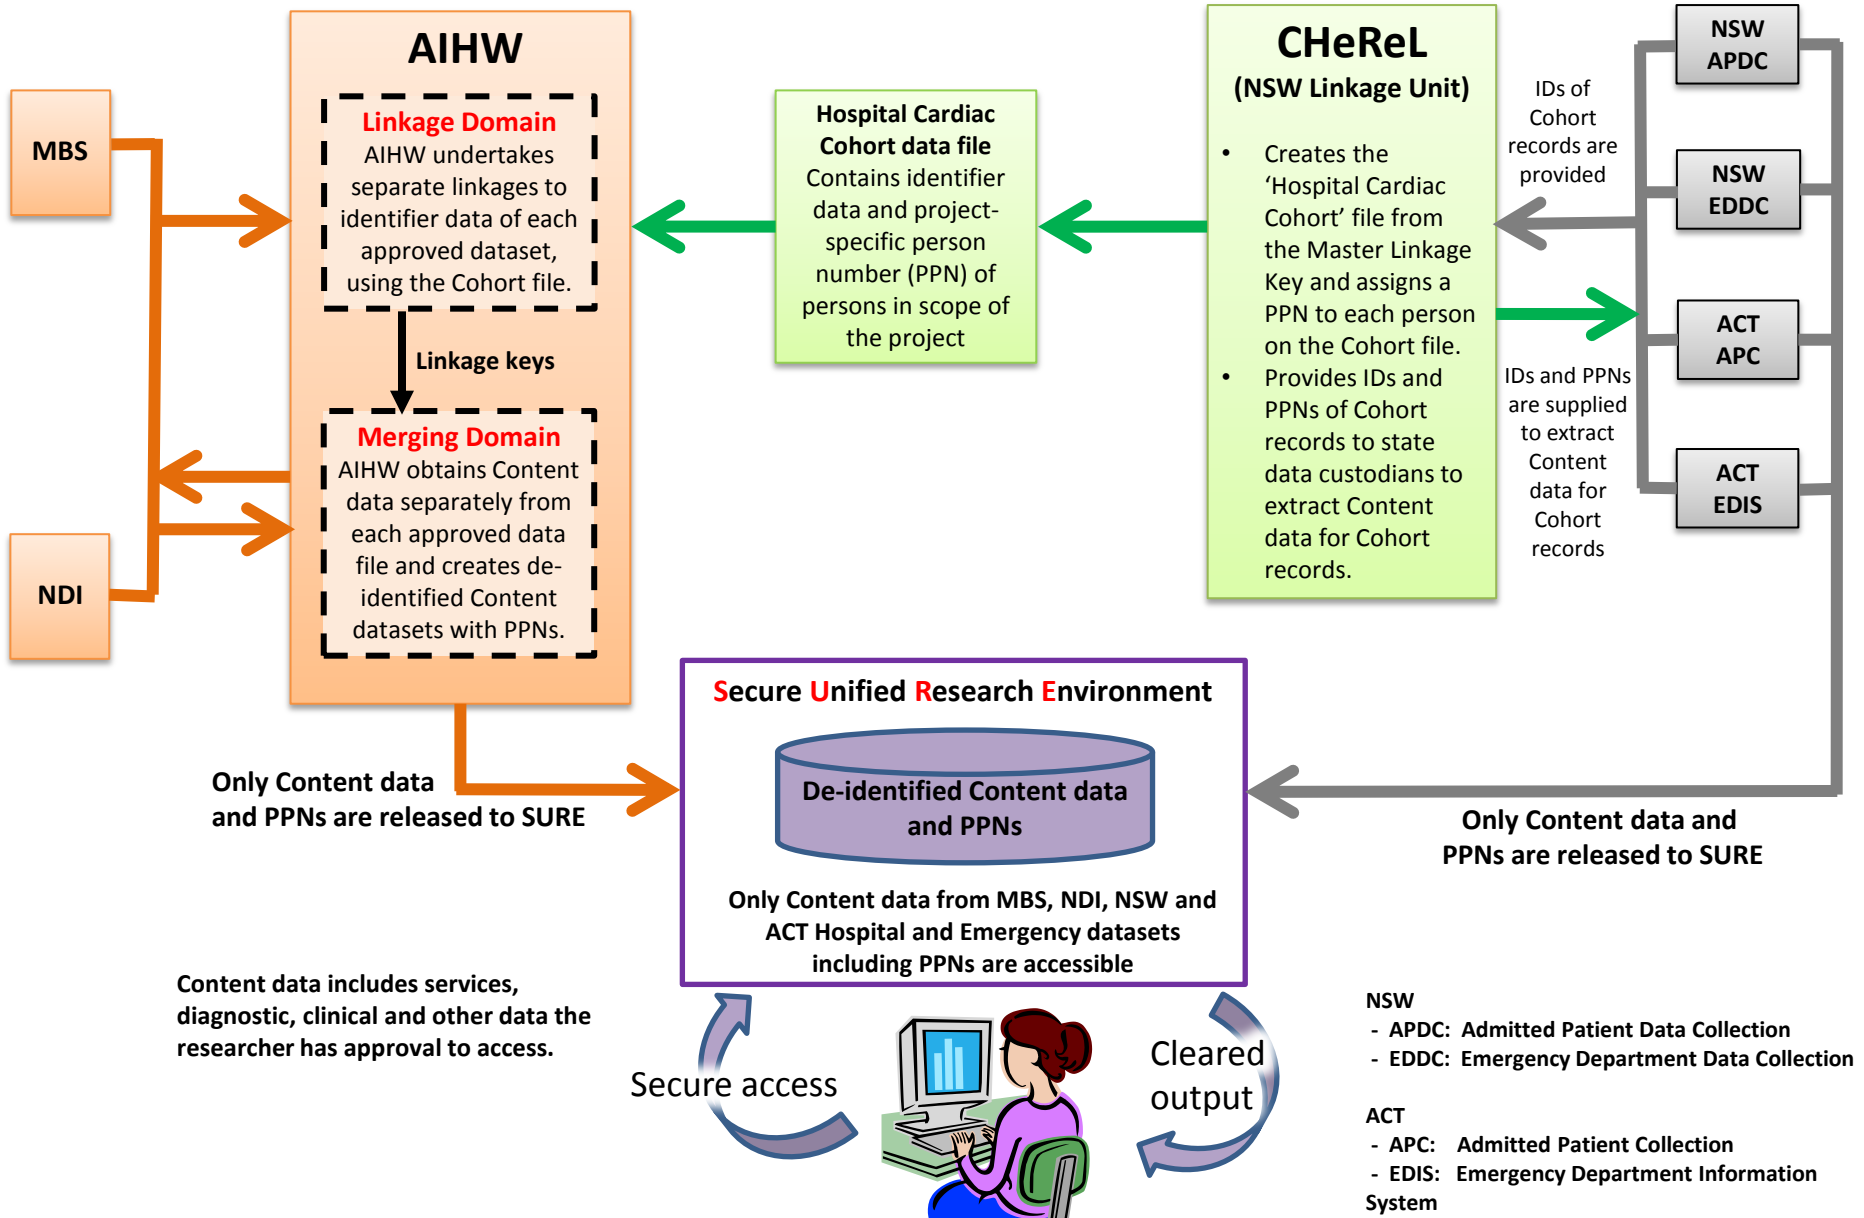 AIHW
Linkage Domain
AIHW undertakes
separate linkages to
identifier data of each
approved dataset,
using the Cohort file.
Linkage keys
Merging Domain
AIHW obtains Content
data separately from
each approved data
file and creates de-
identified Content
datasets with PPNs.
MBS
NDI
Hospital Cardiac
Cohort data file
Contains identifier
data and project-
specific person
number (PPN) of
persons in scope of
the project
CHeReL
(NSW Linkage Unit)
• Creates the
‘Hospital Cardiac
Cohort’ file from
the Master Linkage
Key and assigns a
PPN to each person
on the Cohort file.
• Provides IDs and
PPNs of Cohort
records to state
data custodians to
extract Content
data for Cohort
records.
IDs of
Cohort
records are
provided
IDs and PPNs
are supplied
to extract
Content
data for
Cohort
records
NSW
APDC
NSW
EDDC
ACT
APC
ACT
EDIS
Only Content data
and PPNs are released to SURE
Secure Unified Research Environment
De-identified Content data
and PPNs
Only Content data from MBS, NDI, NSW and
ACT Hospital and Emergency datasets
including PPNs are accessible
Only Content data and
PPNs are released to SURE
Content data includes services,
diagnostic, clinical and other data the
researcher has approval to access.
Secure access
Cleared
output
NSW
- APDC: Admitted Patient Data Collection
- EDDC: Emergency Department Data Collection
ACT
- APC: Admitted Patient Collection
- EDIS: Emergency Department Information
System